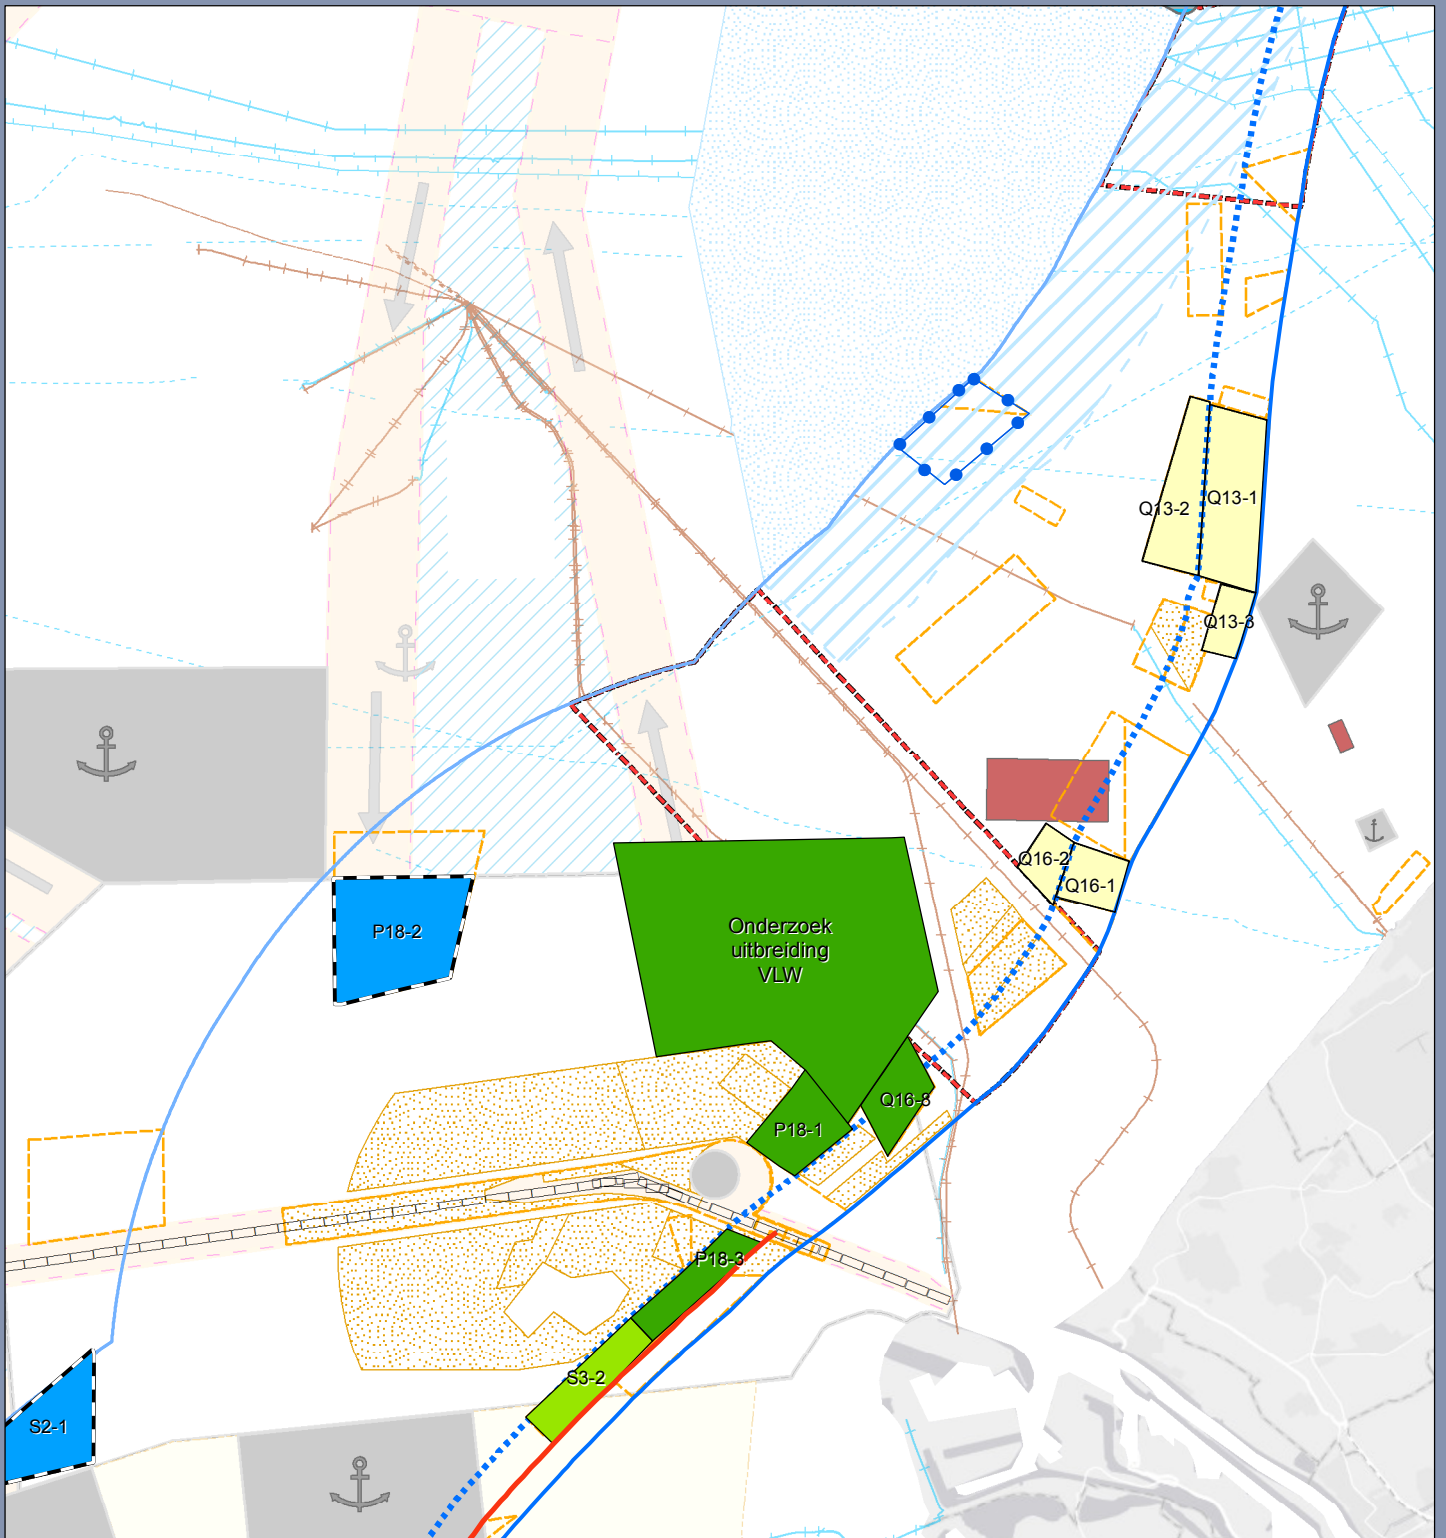 Q13-1
Q13-2
Q13-3
Q16-2
Q16-1
P18-2
Onderzoek
uitbreiding
VLW
Q16-8
P18-1
P18-3
S3-2
S2-1